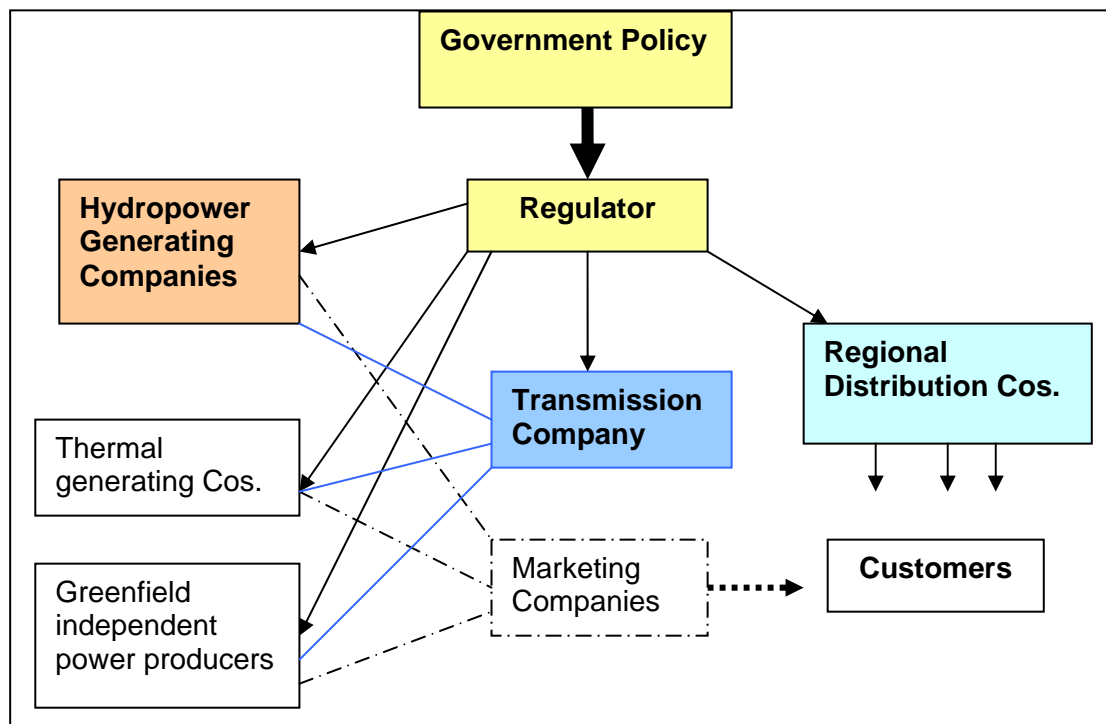 Government Policy
Regulator
Hydropower
Generating
Companies
Regional
Distribution Cos.
Transmission
Company
Thermal
generating Cos.
Marketing
Companies
Customers
Greenfield
independent
power producers